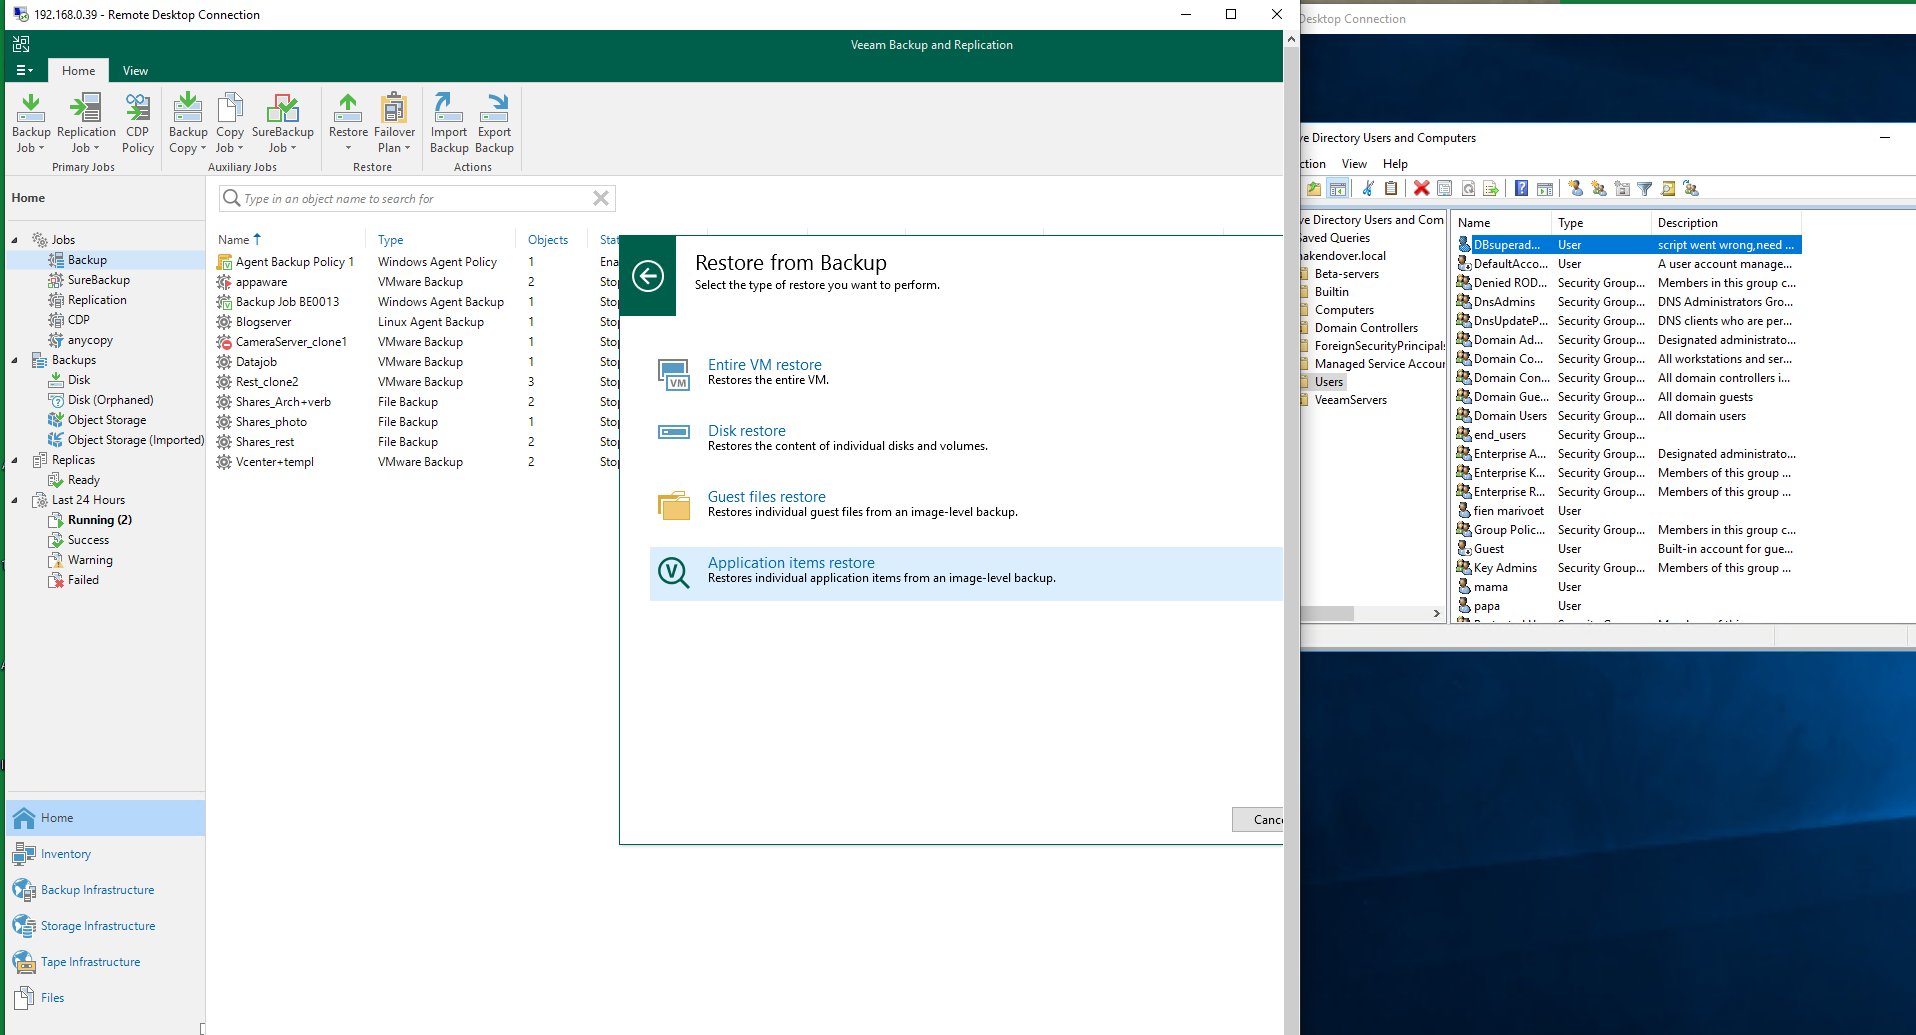 192.168.0.39 - Remote Desktop Connection
Desktop Connection
Veeam Backup and Replication
Home
View
Backup Job
Replication Job
CDP Policy
Primary Jobs
Backup Copy
Copy Job
SureBackup Job
Auxiliary Jobs
Restore
Failover Plan
Restore
Import Backup
Export Backup
Actions
Home
Jobs
Backup
SureBackup
Replication
CDP
anycopy
Backups
Disk
Disk (Orphaned)
Object Storage
Object Storage (Imported)
Replicas
Ready
Last 24 Hours
Running (2)
Success
Warning
Failed
Home
Inventory
Backup Infrastructure
Storage Infrastructure
Tape Infrastructure
Files
Type in an object name to search for
Name Type Objects Stat
Agent Backup Policy 1 Windows Agent Policy 1 Ena
appaware VMware Backup 2 Stop
Backup Job BE0013 Windows Agent Backup 1 Stop
Blogserver Linux Agent Backup 1 Stop
CameraServer_clone1 VMware Backup 1 Stop
Datajob VMware Backup 1 Stop
Rest_clone2 VMware Backup 3 Stop
Shares_Arch+verb File Backup 2 Stop
Shares_photo File Backup 1 Stop
Shares_rest File Backup 2 Stop
Vcenter+templ VMware Backup 2 Stop
Restore from Backup
Select the type of restore you want to perform.
Entire VM restore
Restores the entire VM.
Disk restore
Restores the content of individual disks and volumes.
Guest files restore
Restores individual guest files from an image-level backup.
Application items restore
Restores individual application items from an image-level backup.
Canc
ve Directory Users and Computers
ction View Help
ve Directory Users and Com
Saved Queries
nakendover.local
Beta-servers
Builtin
Computers
Domain Controllers
ForeignSecurityPrincipals
Managed Service Accour
Users
VeeamServers
Name Type Description
DBsuperad... User script went wrong,need ...
DefaultAcco... User A user account manage...
Denied ROD... Security Group... Members in this group c...
DnsAdmins Security Group... DNS Administrators Gro...
DnsUpdateP... Security Group... DNS clients who are per...
Domain Ad... Security Group... Designated administrato...
Domain Co... Security Group... All workstations and ser...
Domain Con... Security Group... All domain controllers i...
Domain Gue... Security Group... All domain guests
Domain Users Security Group... All domain users
end_users Security Group...
Enterprise A... Security Group... Designated administrato...
Enterprise K... Security Group... Members of this group ...
Enterprise R... Security Group... Members of this group ...
fien marivoet User
Group Polic... Security Group... Members in this group c...
Guest User Built-in account for gue...
Key Admins Security Group... Members of this group ...
mama User
papa User